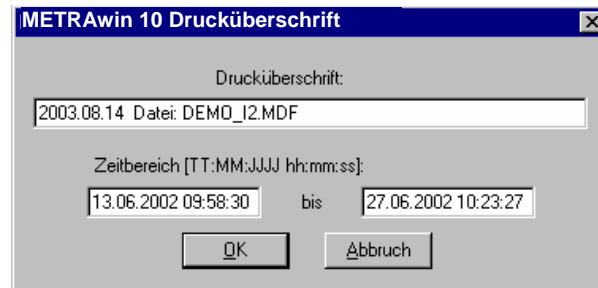 METRAwin 10 Drucküberschrift
Drucküberschrift:
2003.08.14 Datei: DEMO_I2.MDF
Zeitbereich [TT:MM:JJJJ hh:mm:ss]:
13.06.2002 09:58:30 bis 27.06.2002 10:23:27
OK Abbruch